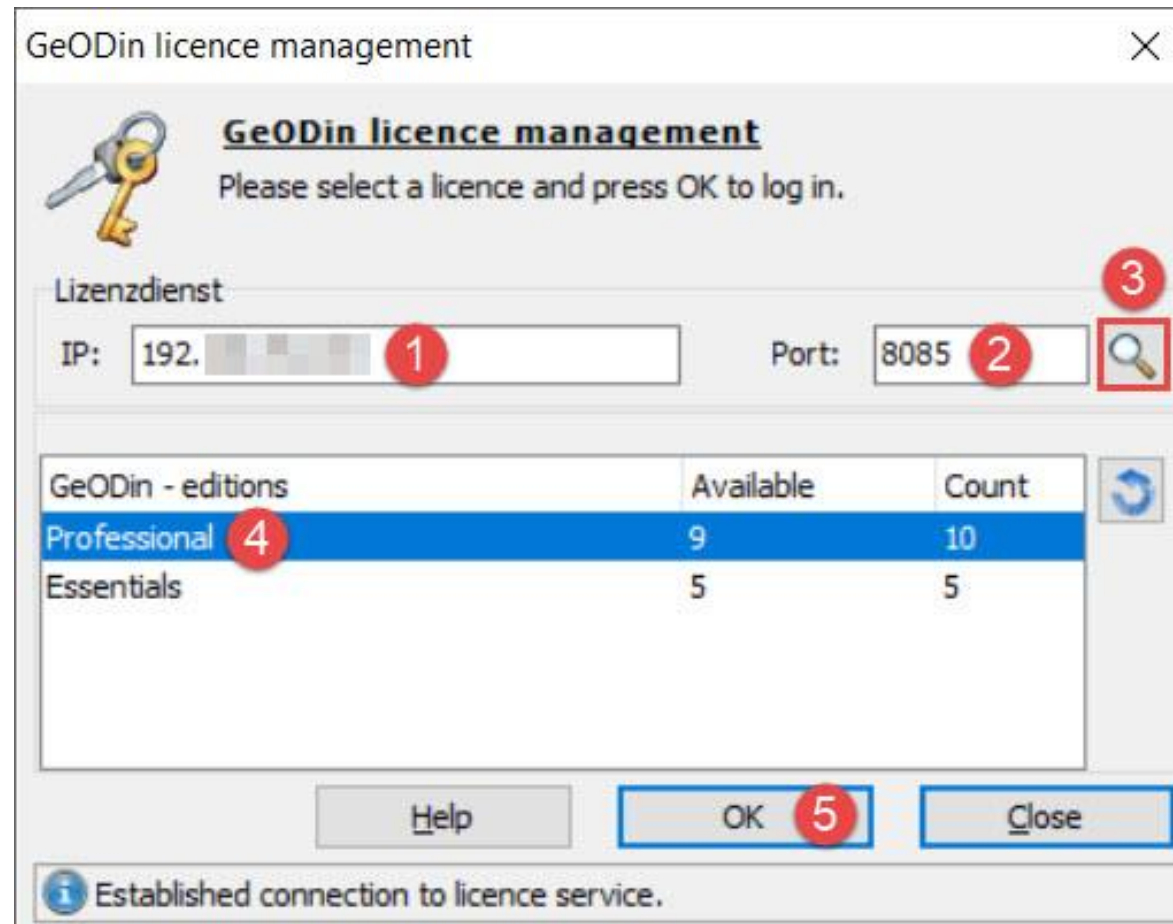 GeODin licence management
GeODin licence management
Please select a licence and press OK to log in.
3
Lizenzdienst
IP: 192. 1 Port: 8085 2
GeODin - editions Available Count
Professional 4 9 10
Essentials 5 5
Help OK 5 Close
Established connection to licence service.